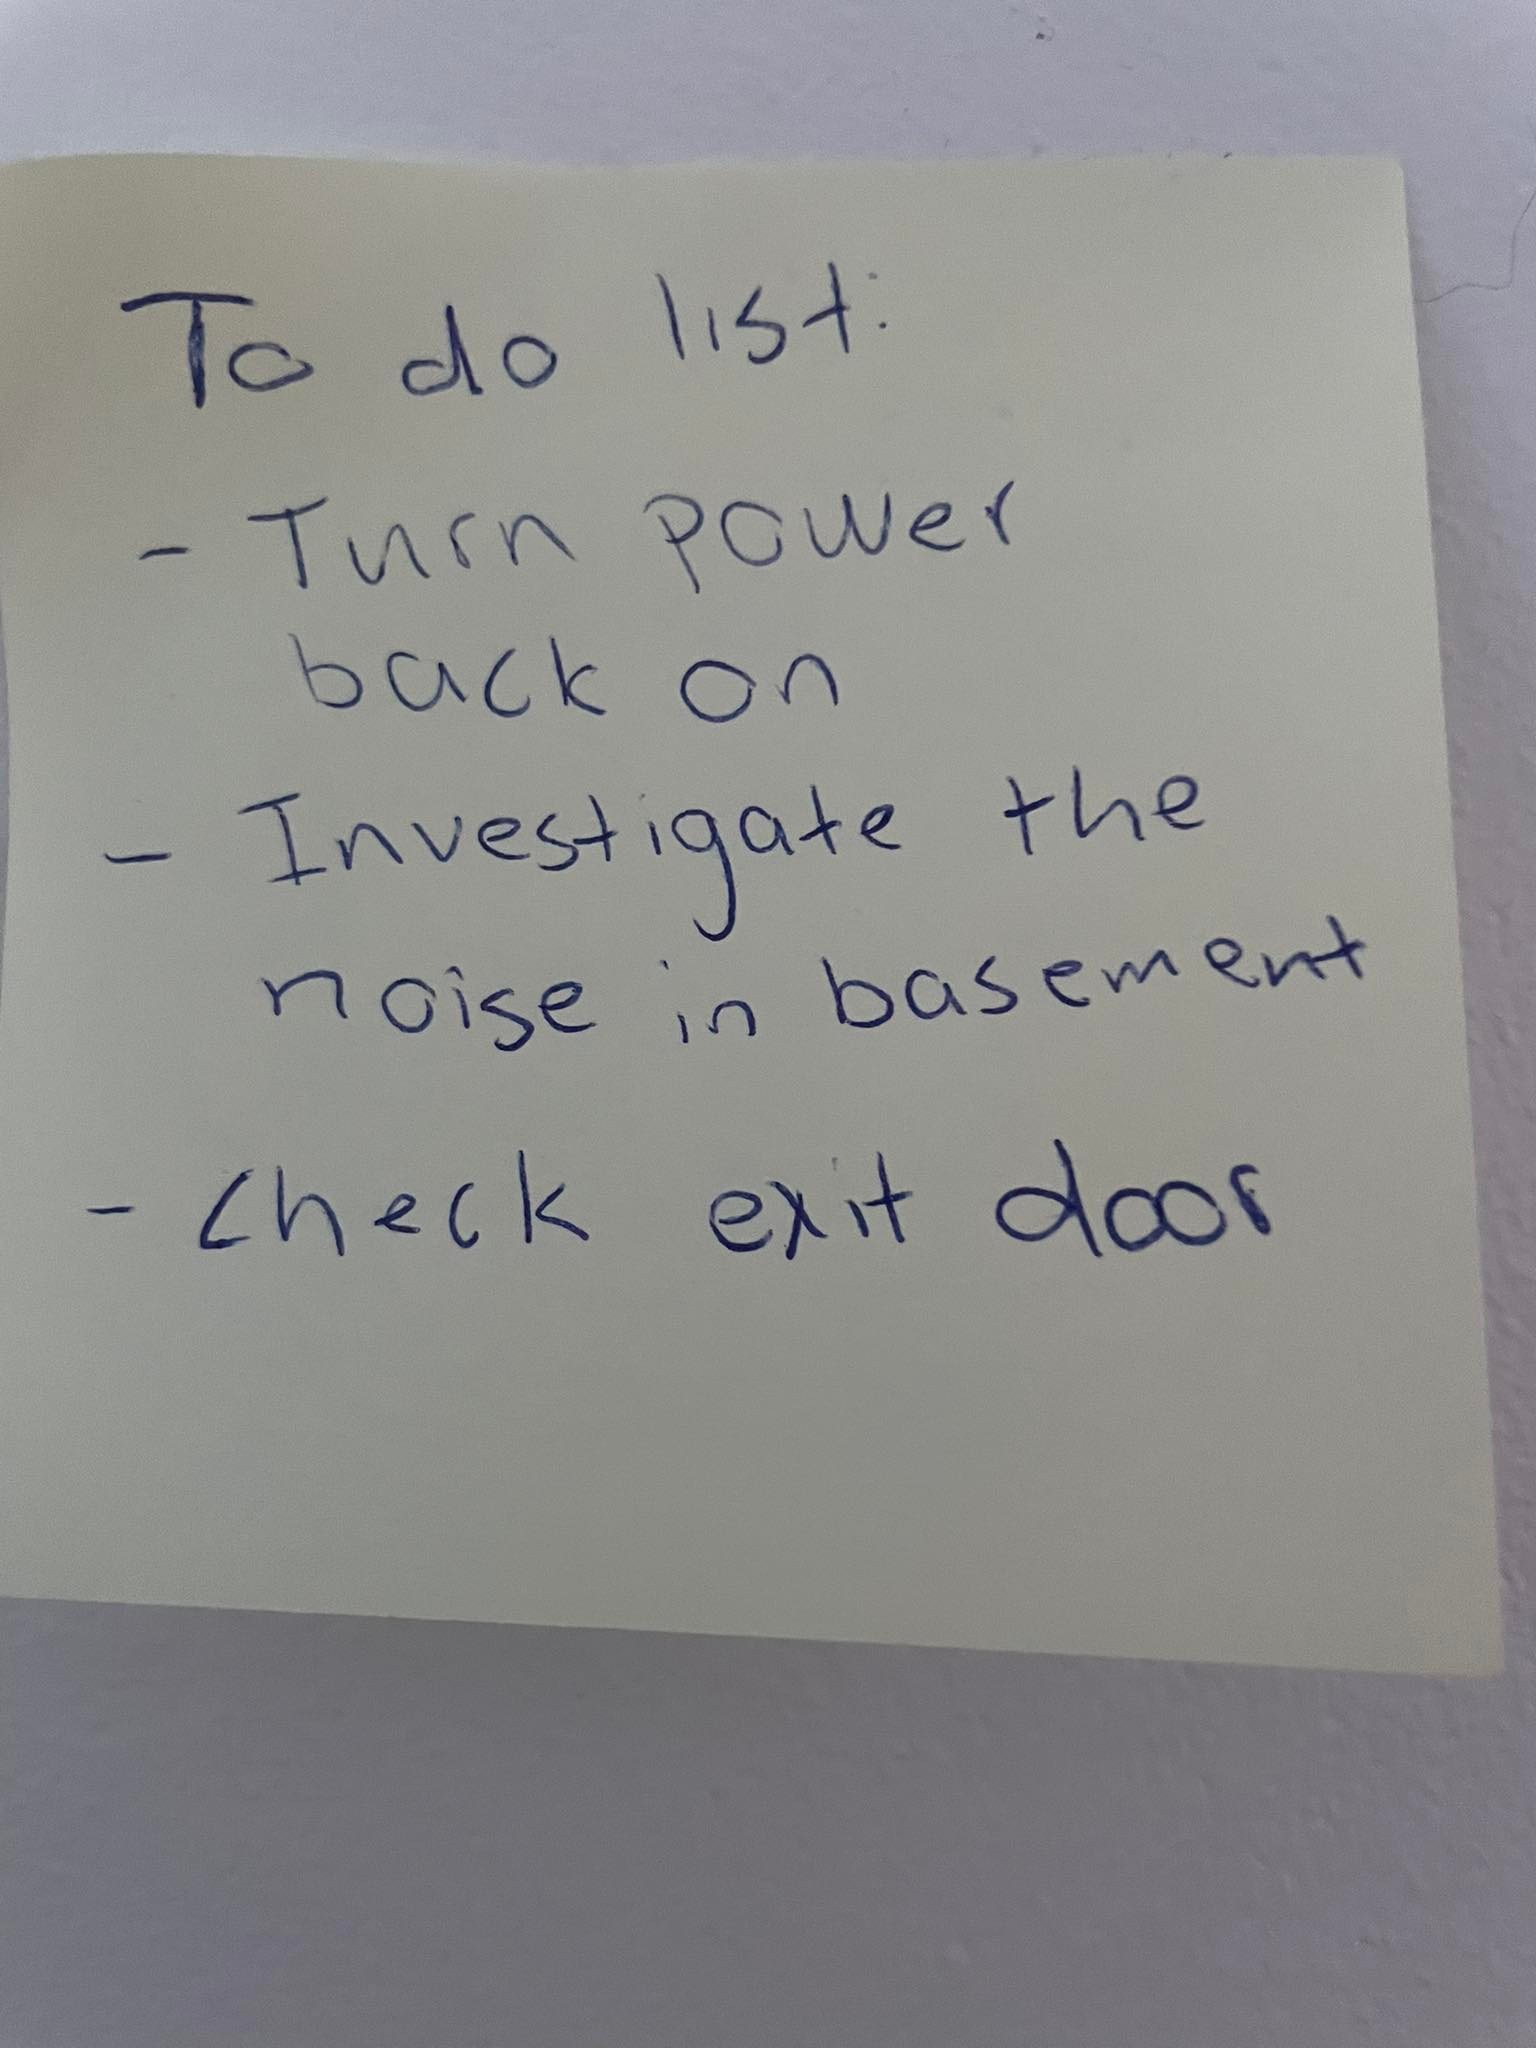 To do list:
- Turn power
back on
- Investigate the
noise in basement
- check exit door